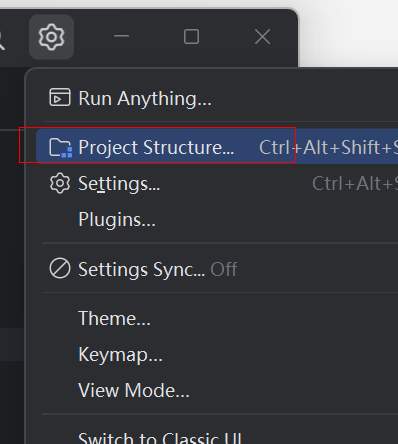 Run Anything...
Project Structure... Ctrl+Alt+Shift+S
Settings... Ctrl+Alt+S
Plugins...
Settings Sync... Off
Theme...
Keymap...
View Mode...
Switch to Classic UI